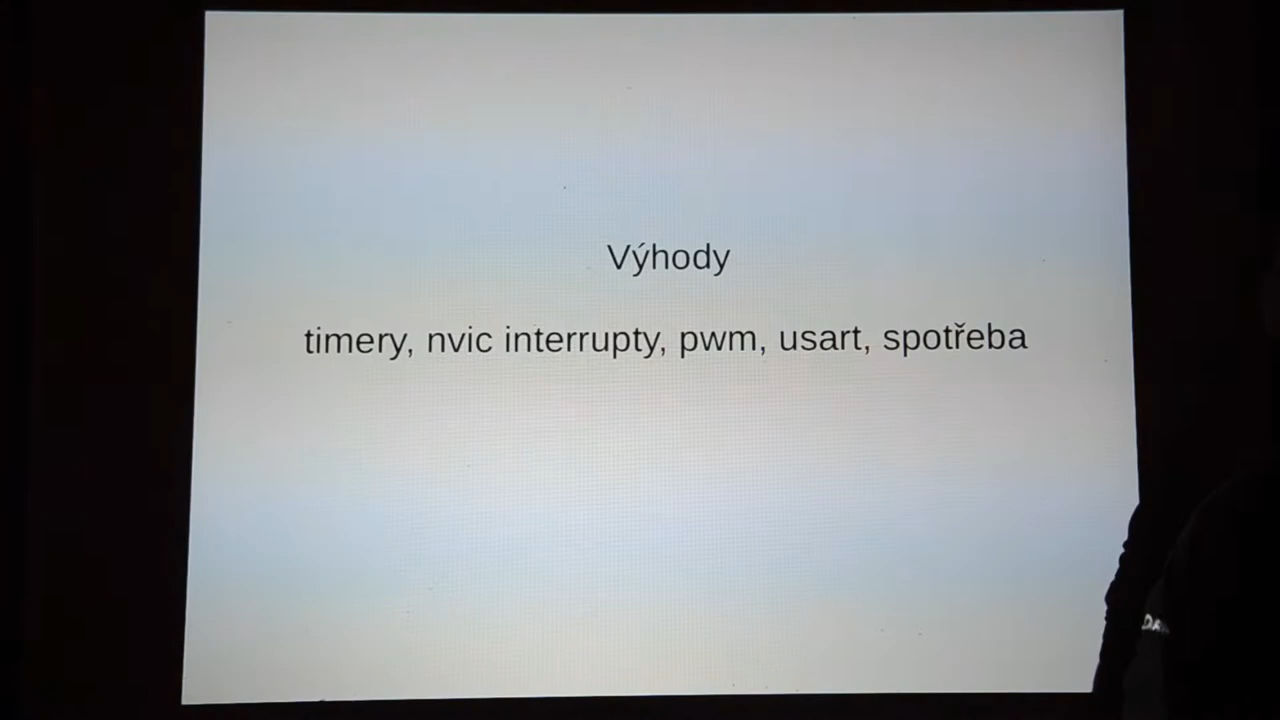 Výhody
timery, nvic interrupty, pwm, usart, spotřeba